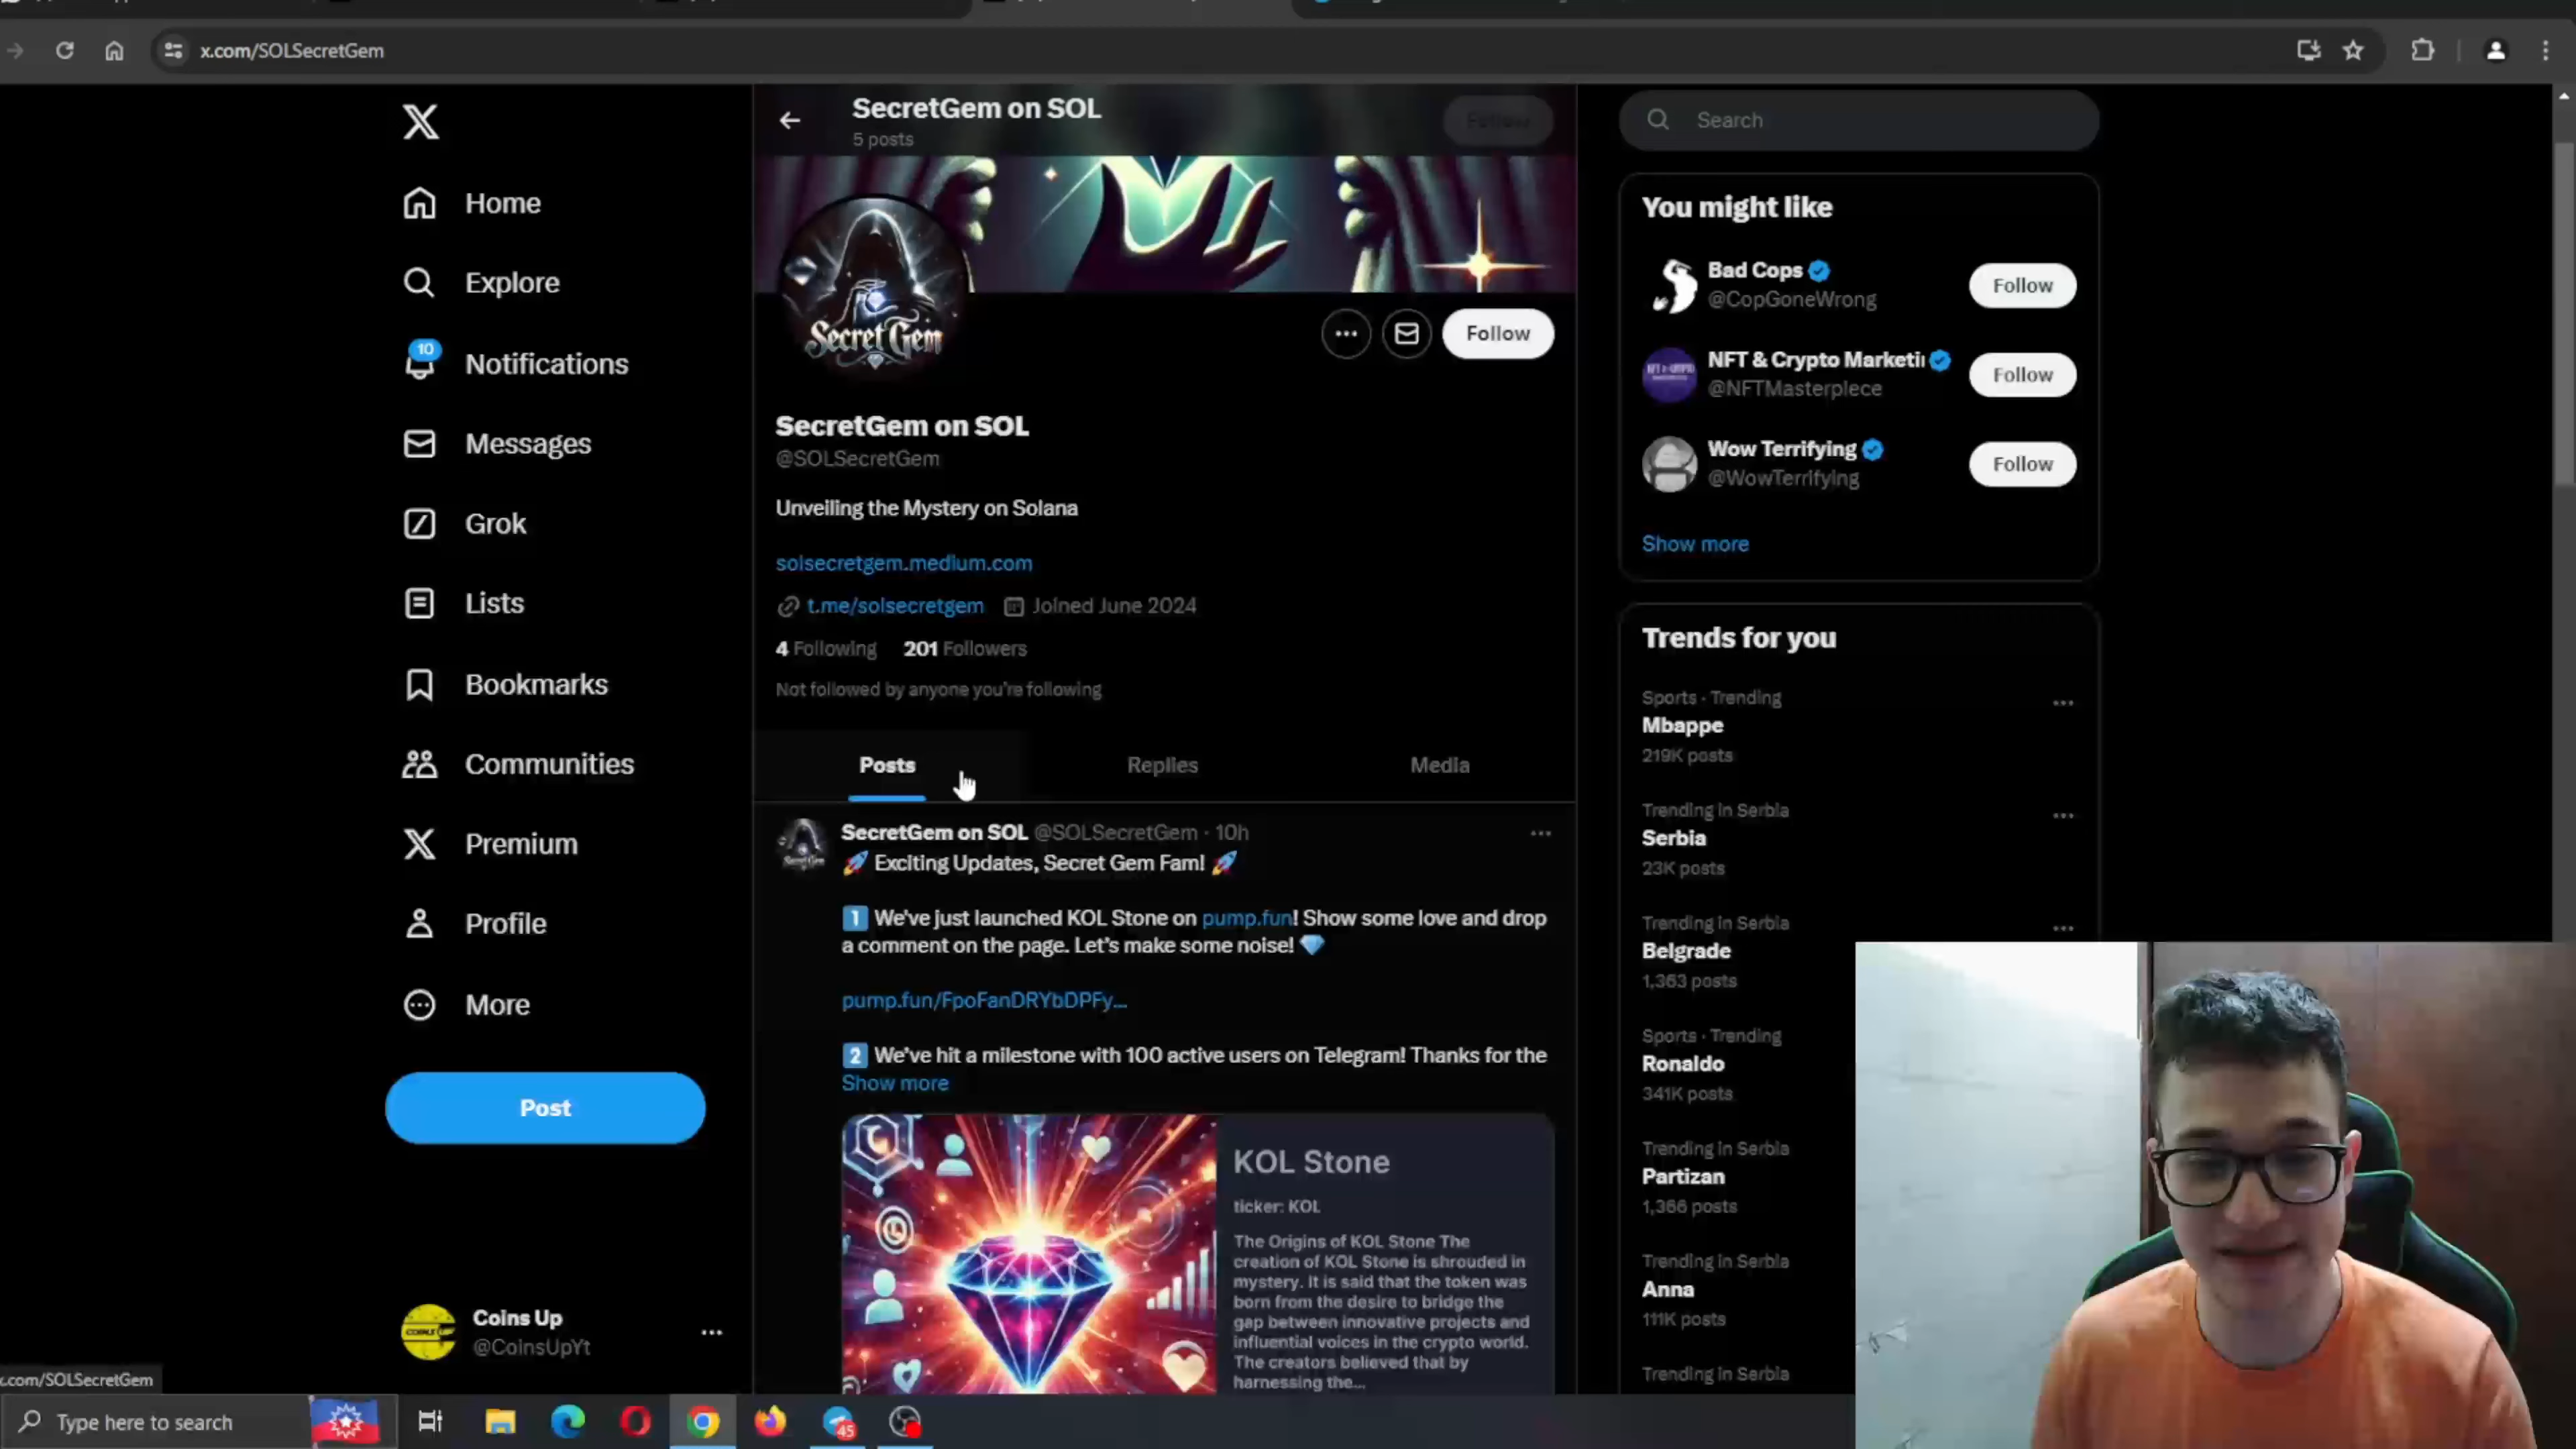 x.com/SOLSecretGem
SecretGem on SOL
5 posts
Follow
Search
Home
Explore
10
Notifications
Messages
Grok
Lists
Bookmarks
Communities
Premium
Profile
More
Post
Coins Up
@CoinsUpYt
Secret Gem
Follow
SecretGem on SOL
@SOLSecretGem
Unveiling the Mystery on Solana
solsecretgem.medium.com
t.me/solsecretgem Joined June 2024
4 Following 201 Followers
Not followed by anyone you're following
Posts Replies Media
SecretGem on SOL @SOLSecretGem · 10h
🚀 Exciting Updates, Secret Gem Fam! 🚀
1 We've just launched KOL Stone on pump.fun! Show some love and drop
a comment on the page. Let's make some noise! 💎
pump.fun/FpoFanDRYbDPFy...
2 We've hit a milestone with 100 active users on Telegram! Thanks for the
Show more
KOL Stone
ticker: KOL
The Origins of KOL Stone The
creation of KOL Stone is shrouded in
mystery. It is said that the token was
born from the desire to bridge the
gap between innovative projects and
influential voices in the crypto world.
The creators believed that by
harnessing the...
You might like
Bad Cops
@CopGoneWrong
Follow
NFT & Crypto Marketi
@NFTMasterpiece
Follow
Wow Terrifying
@WowTerrifying
Follow
Show more
Trends for you
Sports · Trending
Mbappe
219K posts
Trending in Serbia
Serbia
23K posts
Trending in Serbia
Belgrade
1,363 posts
Sports · Trending
Ronaldo
341K posts
Trending in Serbia
Partizan
1,366 posts
Trending in Serbia
Anna
111K posts
Trending in Serbia
x.com/SOLSecretGem
Type here to search
45